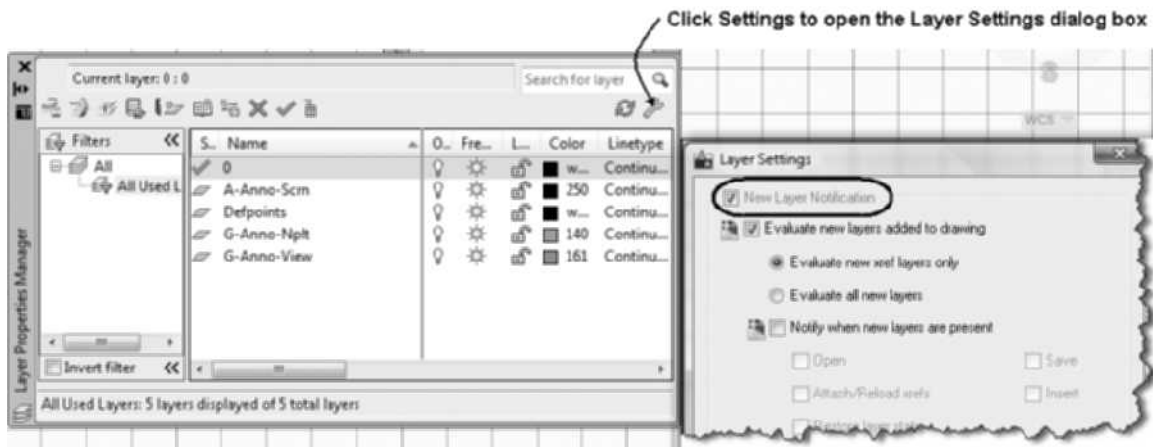 Click Settings to open the Layer Settings dialog box
Current layer: 0 : 0
Search for layer
WCS
Filters
S.. Name O.. Fre... L... Color Linetype
All
0 w... Continu...
All Used L
A-Anno-Scrn 250 Continu...
Defpoints w... Continu...
G-Anno-Nplt 140 Continu...
G-Anno-View 161 Continu...
Invert filter
Layer Properties Manager
All Used Layers: 5 layers displayed of 5 total layers
Layer Settings
New Layer Notification
Evaluate new layers added to drawing
Evaluate new xref layers only
Evaluate all new layers
Notify when new layers are present
Open Save
Attach/Reload xrefs Insert
Restore layer state